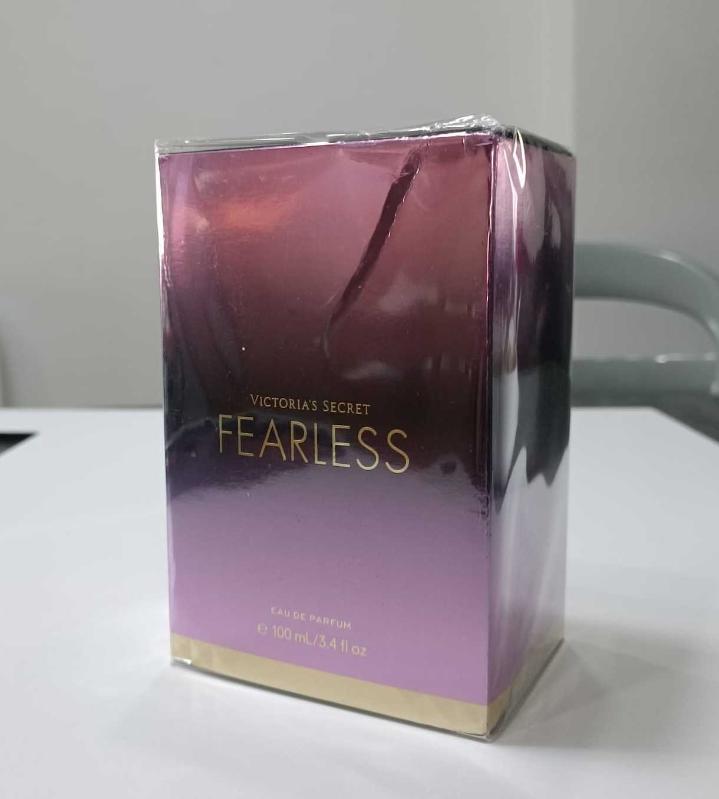 VICTORIA'S SECRET
FEARLESS
EAU DE PARFUM
℮ 100 mL/3.4 fl oz